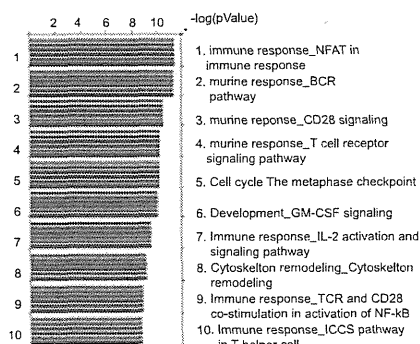 2 4 6 8 10 -log(pValue)
1 1. immune response_NFAT in
immune response
2 2. murine response_BCR
pathway
3 3. murine reponse_CD28 signaling
4 4. murine response_T cell receptor
signaling pathway
5 5. Cell cycle The metaphase checkpoint
6 6. Development_GM-CSF signaling
7 7. Immune response_IL-2 activation and
signaling pathway
8 8. Cytoskelton remodeling_Cytoskelton
remodeling
9 9. Immune response_TCR and CD28
co-stimulation in activation of NF-kB
10 10. Immune response_ICCS pathway
in T helper cell